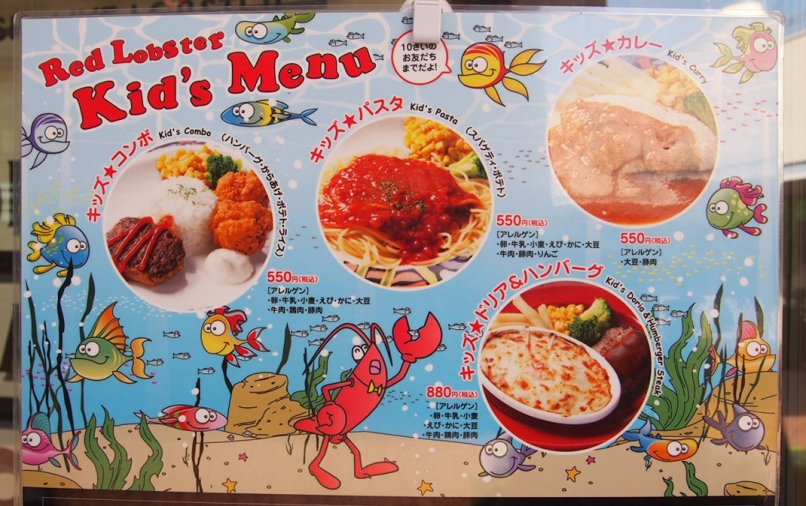 Red Lobster
Kid's Menu
10さいの
お友だち
までだよ!
キッズ★コンボ
Kid's Combo
(ハンバーグ・からあげ・ポテト・ライス)
550円(税込)
[アレルゲン]
・卵・牛乳・小麦・えび・かに・大豆
・牛肉・鶏肉・豚肉
キッズ★パスタ
Kid's Pasta
(スパゲティ・ポテト)
550円(税込)
[アレルゲン]
・卵・牛乳・小麦・えび・かに・大豆
・牛肉・豚肉・りんご
キッズ★カレー
Kid's Curry
550円(税込)
[アレルゲン]
・大豆・豚肉
キッズ★ドリア&ハンバーグ
Kid's Doria & Humberger Steak
880円(税込)
[アレルゲン]
・卵・牛乳・小麦
・えび・かに・大豆
・牛肉・鶏肉・豚肉